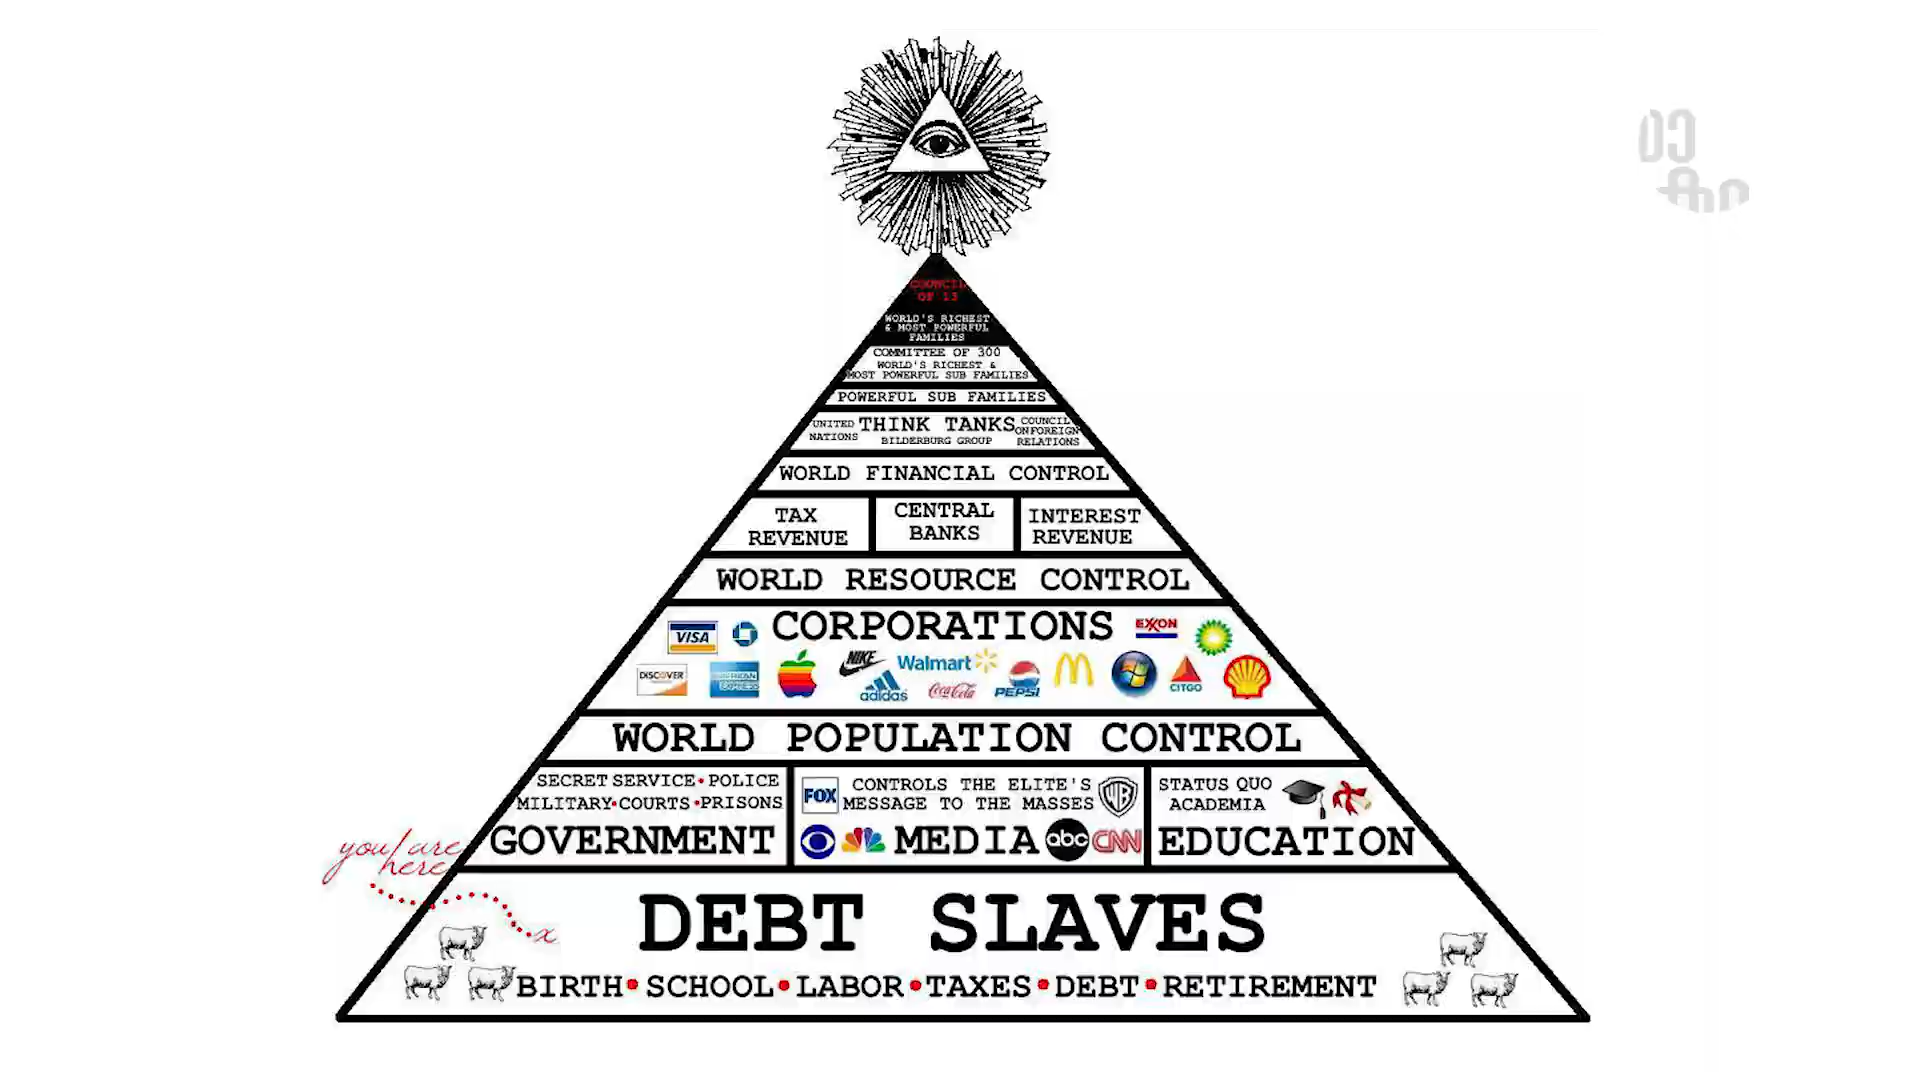 COUNCIL
OF 13
WORLD'S RICHEST
& MOST POWERFUL
FAMILIES
COMMITTEE OF 300
WORLD'S RICHEST &
MOST POWERFUL SUB FAMILIES
POWERFUL SUB FAMILIES
UNITED
NATIONS
THINK TANKS
BILDERBURG GROUP
COUNCIL
ON FOREIGN
RELATIONS
WORLD FINANCIAL CONTROL
TAX
REVENUE
CENTRAL
BANKS
INTEREST
REVENUE
WORLD RESOURCE CONTROL
VISA
CORPORATIONS
EXXON
DISCOVER
AMERICAN
EXPRESS
NIKE
adidas
Walmart
Coca-Cola
PEPSI
CITGO
WORLD POPULATION CONTROL
SECRET SERVICE • POLICE
MILITARY • COURTS • PRISONS
GOVERNMENT
FOX
CONTROLS THE ELITE'S
MESSAGE TO THE MASSES
WB
MEDIA
abc
CNN
STATUS QUO
ACADEMIA
EDUCATION
you are
here
x
DEBT SLAVES
BIRTH • SCHOOL • LABOR • TAXES • DEBT • RETIREMENT